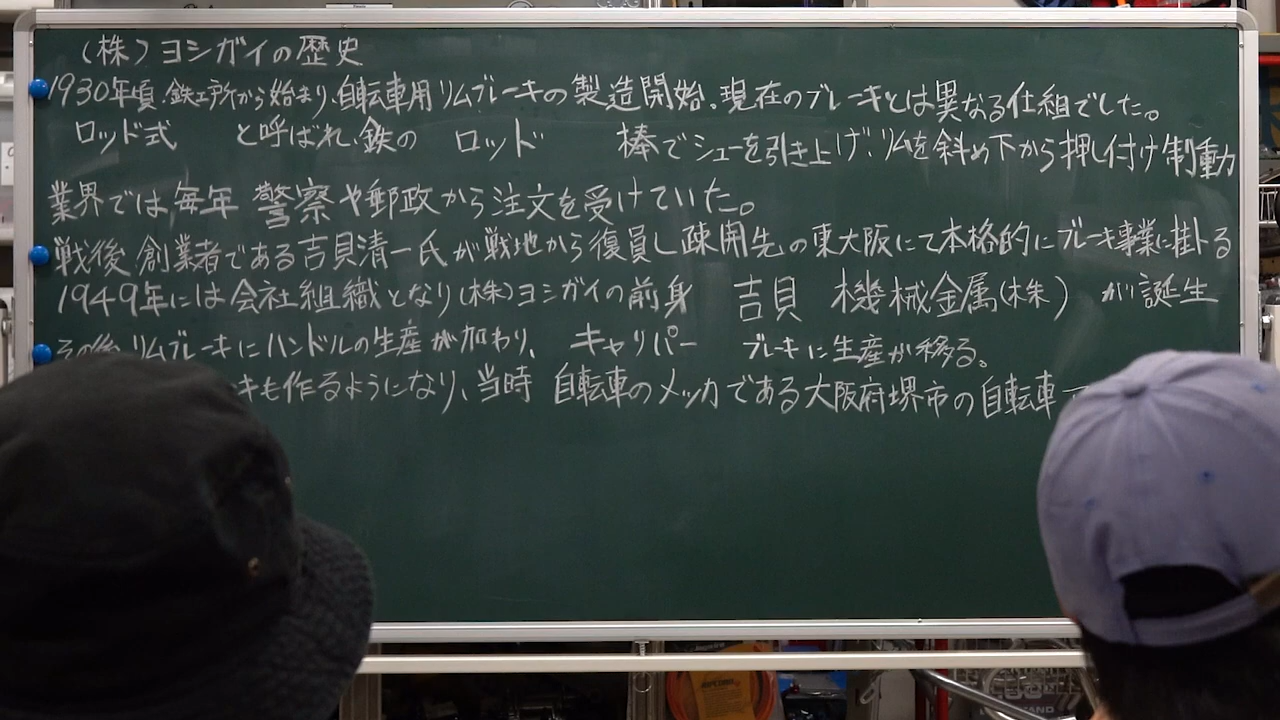 (株)ヨシガイの歴史
1930年頃、鉄工所から始まり、自転車用リムブレーキの製造開始。現在のブレーキとは異なる仕組でした。
ロッド式 と呼ばれ、鉄の ロッド 棒でシューを引き上げ、リムを斜め下から押し付け制動
業界では、毎年 警察や郵政から注文を受けていた。
戦後 創業者である吉貝清一氏が戦地から復員し疎開先の東大阪にて本格的にブレーキ事業に掛トる
1949年には会社組織となり(株)ヨシガイの前身 吉貝 機械金属(株) が誕生
その後 リムブレーキにハンドルの生産が加わり、 キャリパー ブレーキに生産が移る。
キも作るようになり、当時 自転車のメッカである大阪府堺市の自転車